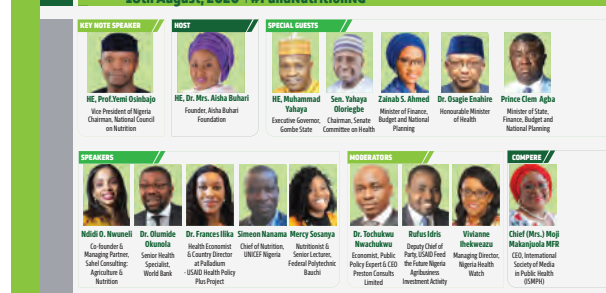 18th August, 2020 | #FundNutritionNG
KEY NOTE SPEAKER
HE, Prof.Yemi Osinbajo
Vice President of Nigeria
Chairman, National Council
on Nutrition
HOST
HE, Dr. Mrs. Aisha Buhari
Founder, Aisha Buhari
Foundation
SPECIAL GUESTS
HE, Muhammad
Yahaya
Executive Governor,
Gombe State
Sen. Yahaya
Oloriegbe
Chairman, Senate
Committee on Health
Zainab S. Ahmed
Minister of Finance,
Budget and National
Planning
Dr. Osagie Enahire
Honourable Minister
of Health
Prince Clem Agba
Minister of State,
Finance, Budget and
National Planning
SPEAKERS
Ndidi O. Nwuneli
Co-founder &
Managing Partner,
Sahel Consulting:
Agriculture &
Nutrition
Dr. Olumide
Okunola
Senior Health
Specialist,
World Bank
Dr. Frances Ilika
Health Economist
& Country Director
at Palladium
- USAID Health Policy
Plus Project
Simeon Nanama
Chief of Nutrition,
UNICEF Nigeria
Mercy Sosanya
Nutritionist &
Senior Lecturer,
Federal Polytechnic
Bauchi
MODERATORS
Dr. Tochukwu
Nwachukwu
Economist, Public
Policy Expert & CEO
Preston Consults
Limited
Rufus Idris
Deputy Chief of
Party, USAID Feed
the Future Nigeria
Agribusiness
Investment Activity
Vivianne
Ihekweazu
Managing Director,
Nigeria Health
Watch
COMPERE
Chief (Mrs.) Moji
Makanjuola MFR
CEO, International
Society of Media
in Public Health
(ISMPH)